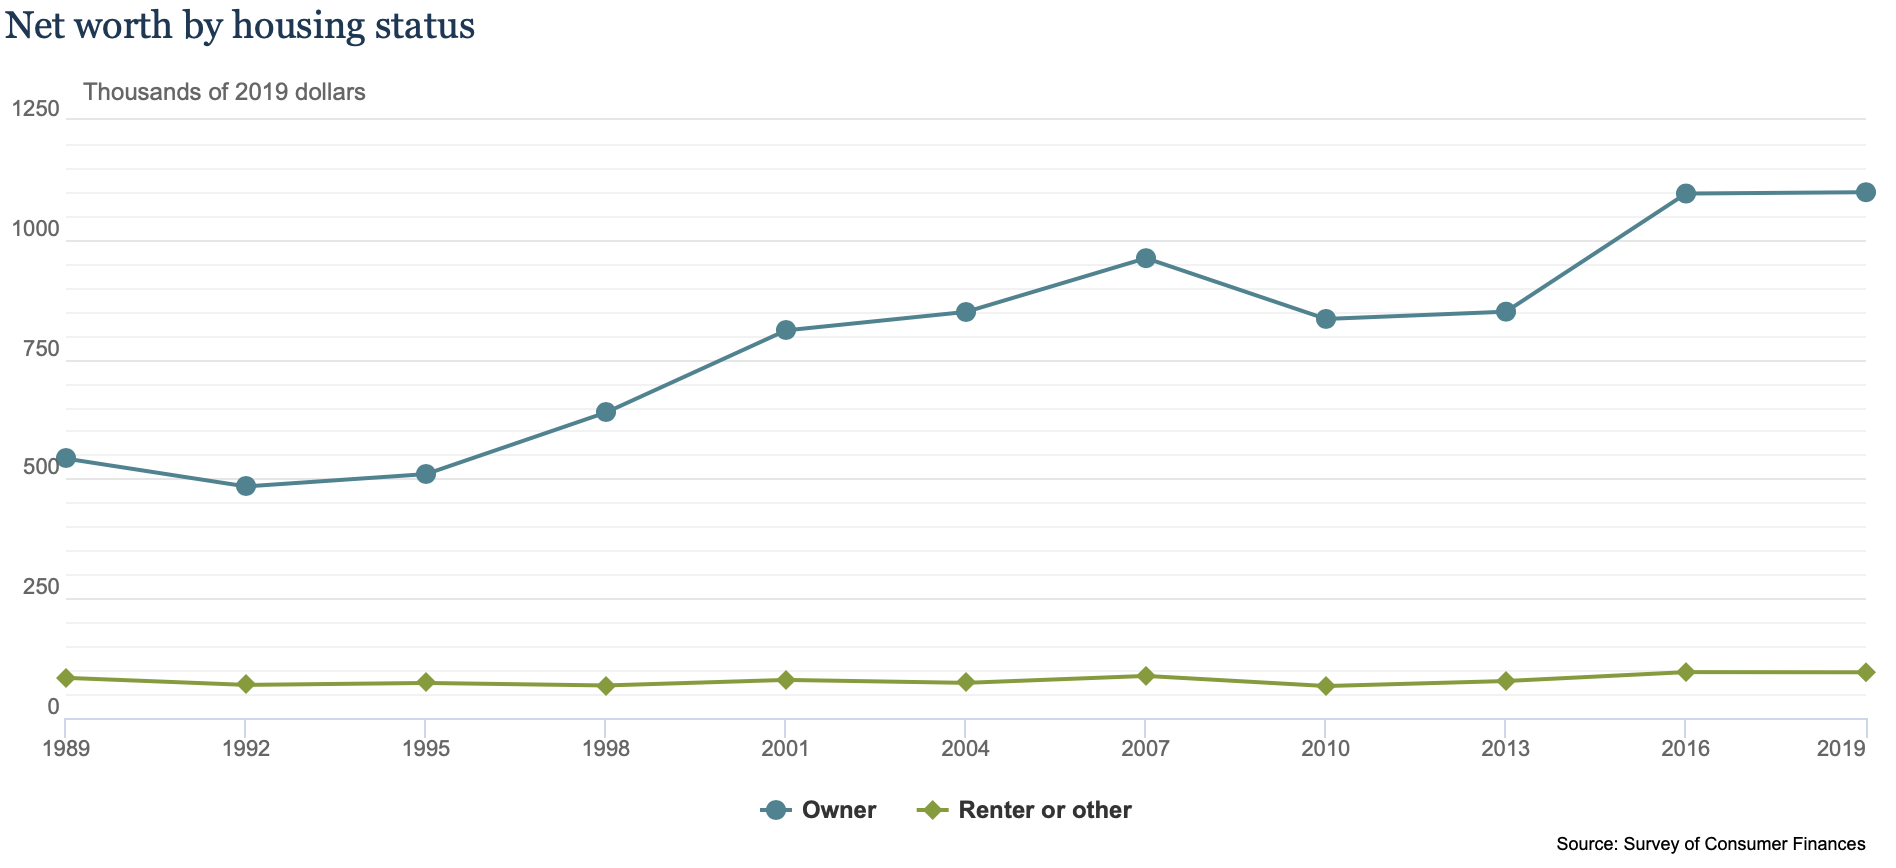 Net worth by housing status
Thousands of 2019 dollars
1250
1000
750
500
250
0
1989 1992 1995 1998 2001 2004 2007 2010 2013 2016 2019
Owner Renter or other
Source: Survey of Consumer Finances